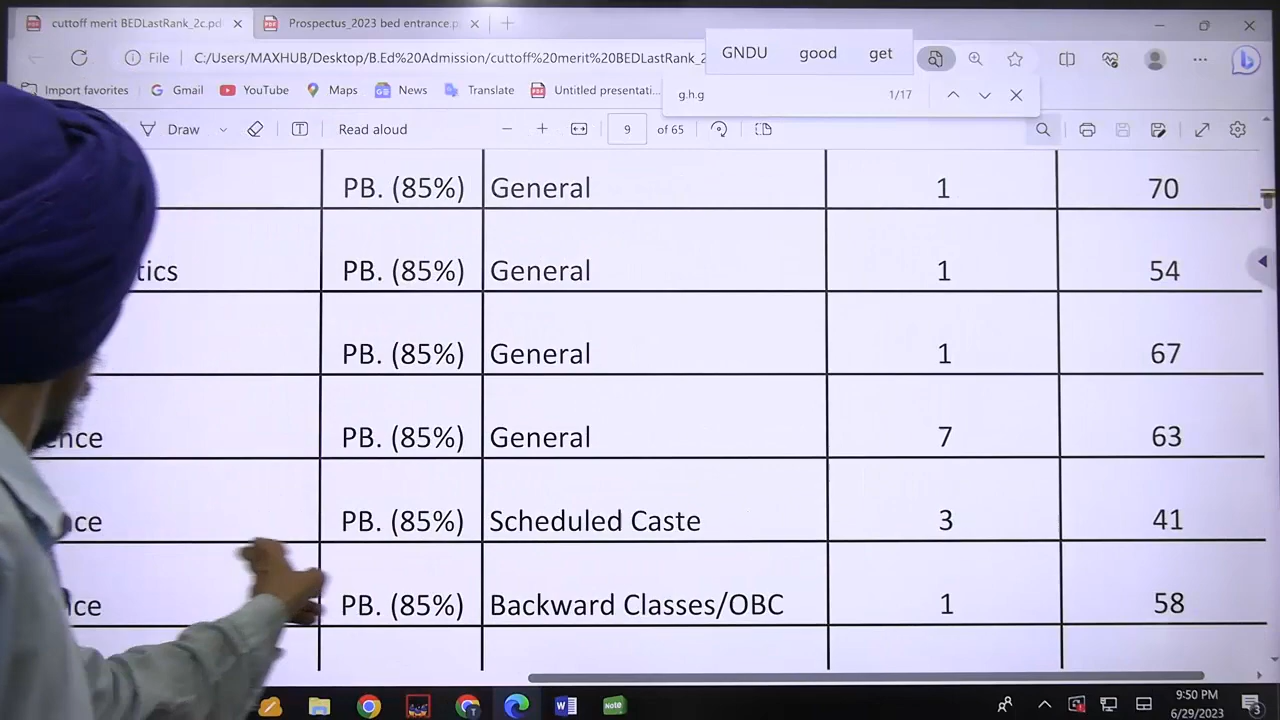 cuttoff merit BEDLastRank_2c.pd
Prospectus_2023 bed entrance.p
File
C:/Users/MAXHUB/Desktop/B.Ed%20Admission/cuttoff%20merit%20BEDLastRank_2
GNDU good get
Import favorites
Gmail
YouTube
Maps
News
Translate
Untitled presentati...
g.h.g
1/17
Draw
Read aloud
9
of 65
PB. (85%) General 1 70
tics PB. (85%) General 1 54
PB. (85%) General 1 67
ence PB. (85%) General 7 63
nce PB. (85%) Scheduled Caste 3 41
nce PB. (85%) Backward Classes/OBC 1 58
Note
9:50 PM
6/29/2023
3